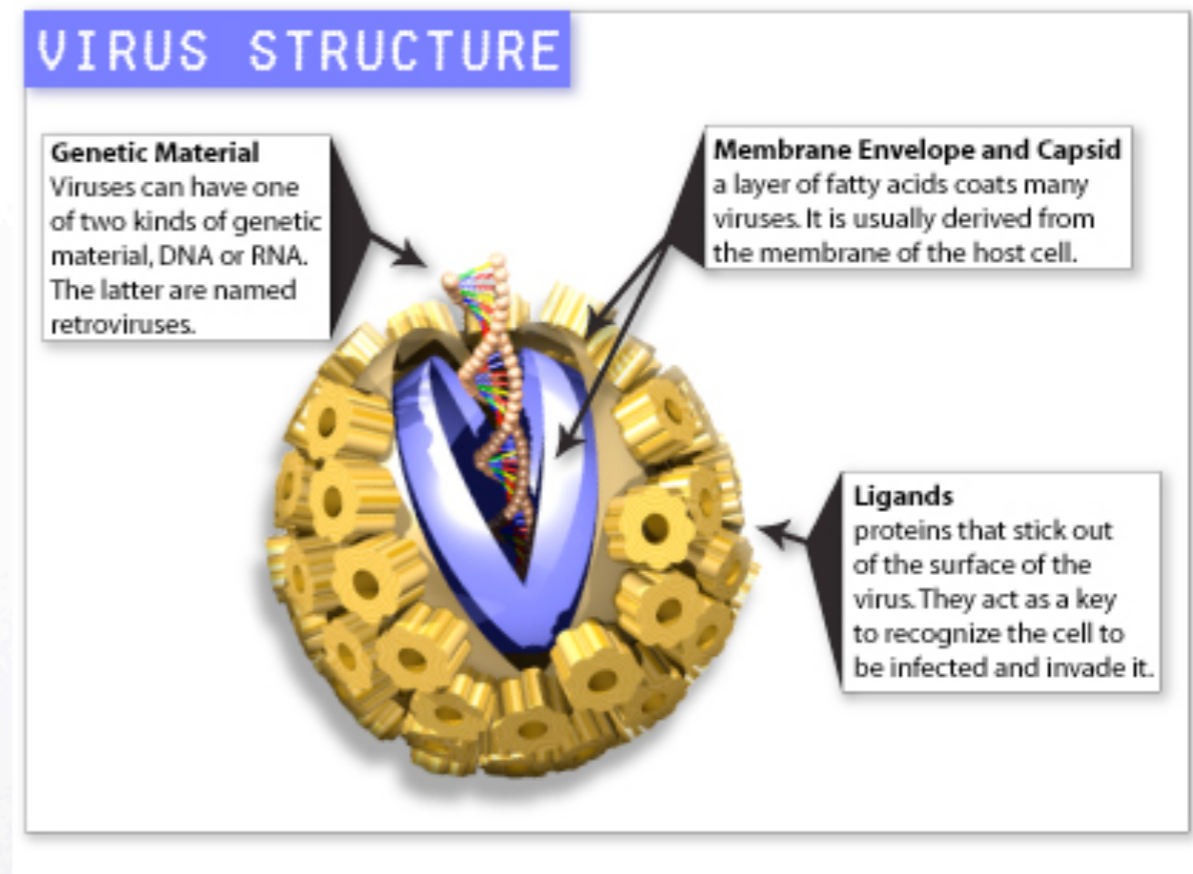 VIRUS STRUCTURE
Genetic Material
Viruses can have one
of two kinds of genetic
material, DNA or RNA.
The latter are named
retroviruses.
Membrane Envelope and Capsid
a layer of fatty acids coats many
viruses. It is usually derived from
the membrane of the host cell.
Ligands
proteins that stick out
of the surface of the
virus. They act as a key
to recognize the cell to
be infected and invade it.